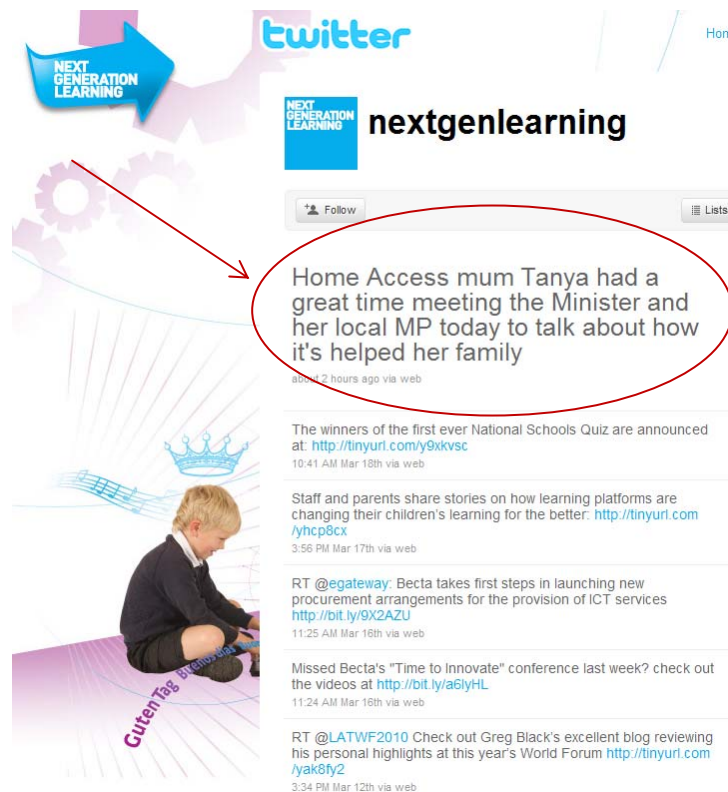 twitter
Hom
NEXT
GENERATION
LEARNING
NEXT
GENERATION
LEARNING
nextgenlearning
Follow
Lists
Home Access mum Tanya had a
great time meeting the Minister and
her local MP today to talk about how
it's helped her family
about 2 hours ago via web
The winners of the first ever National Schools Quiz are announced
at: http://tinyurl.com/y9xkvsc
10:41 AM Mar 18th via web
Staff and parents share stories on how learning platforms are
changing their children's learning for the better: http://tinyurl.com
/yhcp8cx
3:56 PM Mar 17th via web
RT @egateway: Becta takes first steps in launching new
procurement arrangements for the provision of ICT services
http://bit.ly/9X2AZU
11:25 AM Mar 16th via web
Missed Becta's "Time to Innovate" conference last week? check out
the videos at http://bit.ly/a6lyHL
11:24 AM Mar 16th via web
RT @LATWF2010 Check out Greg Black's excellent blog reviewing
his personal highlights at this year's World Forum http://tinyurl.com
/yak8fy2
3:34 PM Mar 12th via web
Guten Tag Buenos dias